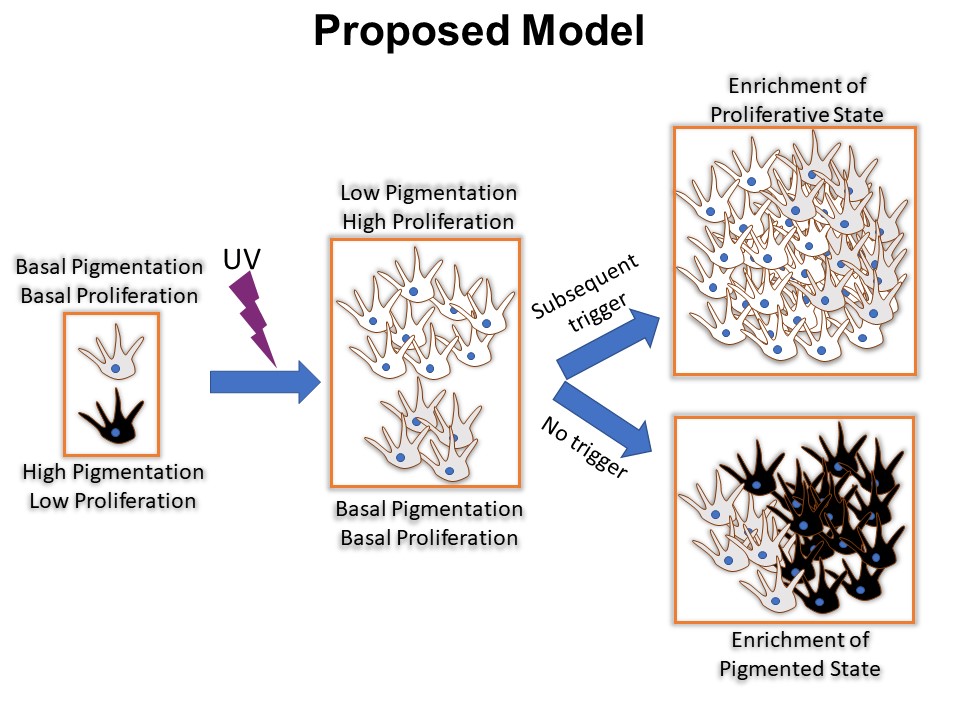 Proposed Model
Enrichment of
Proliferative State
Low Pigmentation
High Proliferation
UV
Basal Pigmentation
Basal Proliferation
Subsequent
trigger
High Pigmentation
Low Proliferation
No trigger
Basal Pigmentation
Basal Proliferation
Enrichment of
Pigmented State